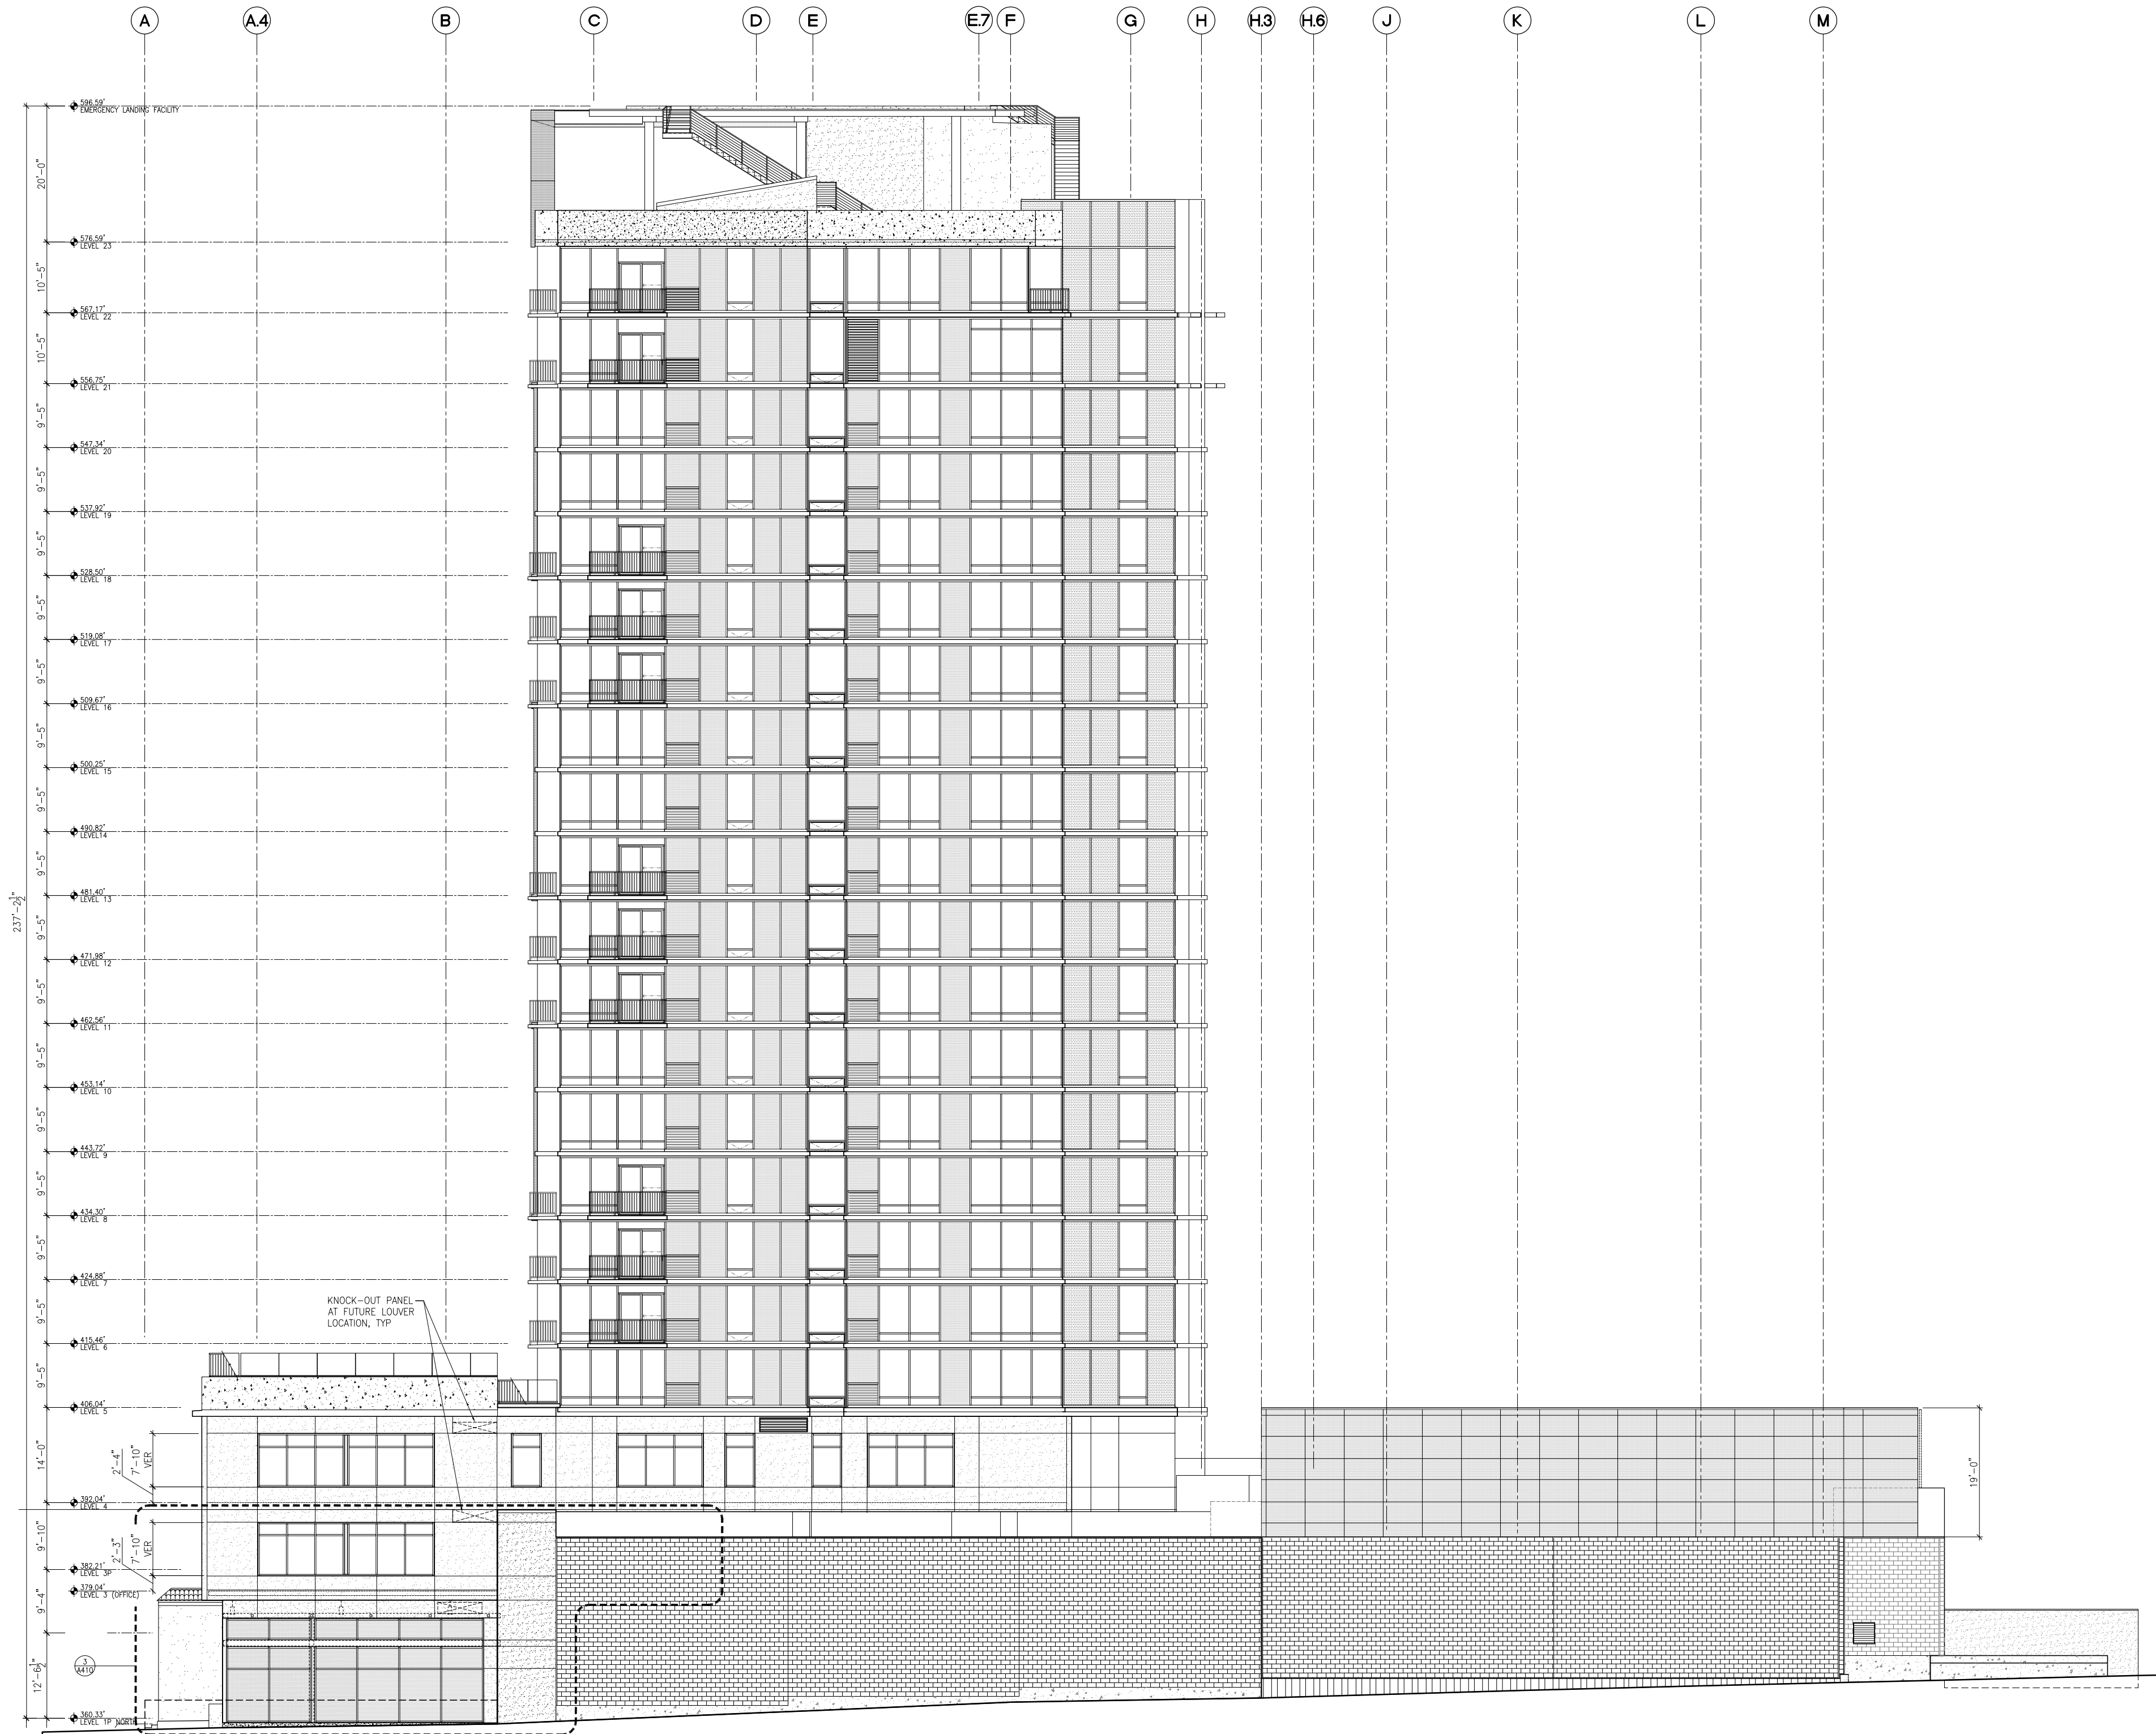 A
A.4
B
C
D
E
E.7
F
G
H
H.3
H.6
J
K
L
M
596.59'
EMERGENCY LANDING FACILITY
20'-0"
576.59'
LEVEL 23
10'-5"
567.17'
LEVEL 22
10'-5"
556.75'
LEVEL 21
9'-5"
547.34'
LEVEL 20
9'-5"
537.92'
LEVEL 19
9'-5"
528.50'
LEVEL 18
9'-5"
519.08'
LEVEL 17
9'-5"
509.67'
LEVEL 16
9'-5"
500.25'
LEVEL 15
9'-5"
490.82'
LEVEL14
9'-5"
481.40'
LEVEL 13
237'-2 1/2"
9'-5"
471.98'
LEVEL 12
9'-5"
462.56'
LEVEL 11
9'-5"
453.14'
LEVEL 10
9'-5"
443.72'
LEVEL 9
9'-5"
434.30'
LEVEL 8
9'-5"
424.88'
LEVEL 7
KNOCK-OUT PANEL
AT FUTURE LOUVER
LOCATION, TYP
9'-5"
415.46'
LEVEL 6
9'-5"
406.04'
LEVEL 5
14'-0"
2'-4"
7'-10"
VER
19'-0"
392.04'
LEVEL 4
9'-10"
2'-3"
7'-10"
VER
382.21'
LEVEL 3P
379.04'
LEVEL 3 (OFFICE)
9'-4"
3
A410
12'-6 1/2"
360.33'
LEVEL 1P NORTH